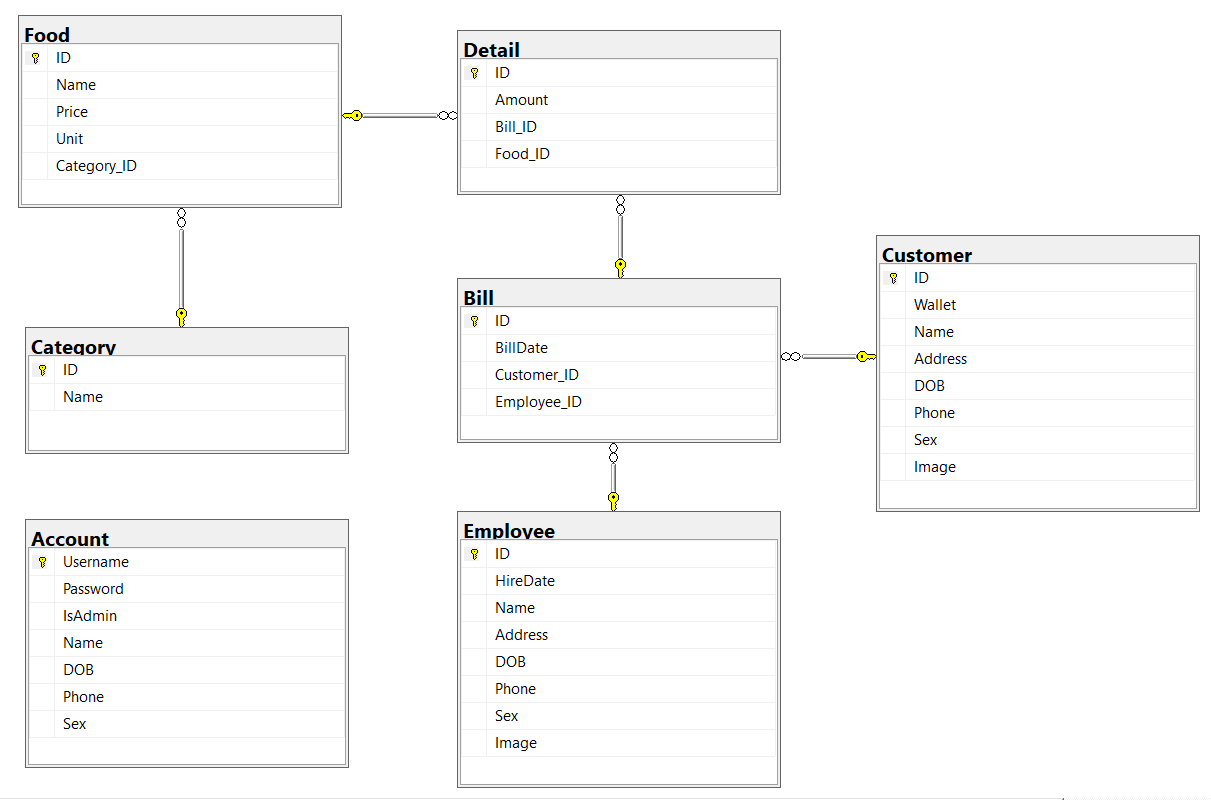 Food
ID
Name
Price
Unit
Category_ID
Detail
ID
Amount
Bill_ID
Food_ID
Category
ID
Name
Bill
ID
BillDate
Customer_ID
Employee_ID
Customer
ID
Wallet
Name
Address
DOB
Phone
Sex
Image
Account
Username
Password
IsAdmin
Name
DOB
Phone
Sex
Employee
ID
HireDate
Name
Address
DOB
Phone
Sex
Image